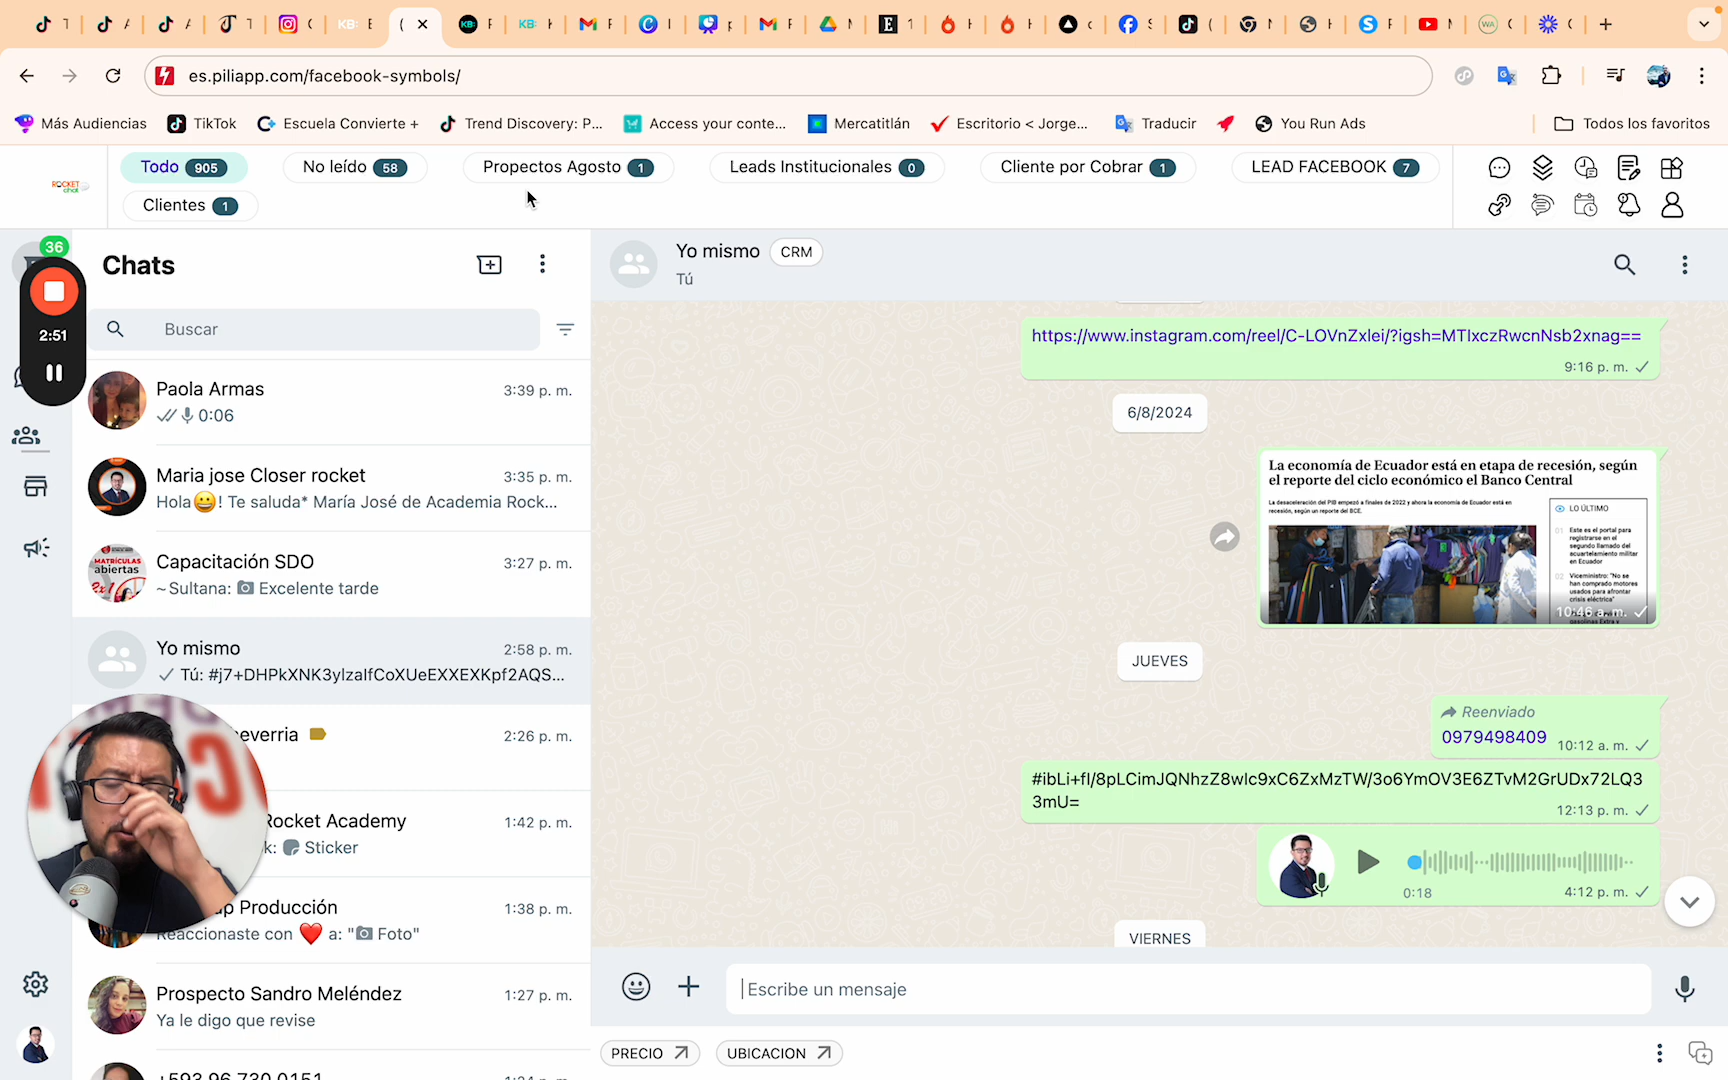 es.piliapp.com/facebook-symbols/
Más Audiencias
TikTok
Escuela Convierte +
Trend Discovery: P...
Access your conte...
Mercatitlán
Escritorio < Jorge...
Traducir
You Run Ads
Todos los favoritos
ROCKET chat
Todo 905
No leído 58
Propectos Agosto 1
Leads Institucionales 0
Cliente por Cobrar 1
LEAD FACEBOOK 7
Clientes 1
36
2:51
Chats
Buscar
Paola Armas
3:39 p. m.
0:06
Maria jose Closer rocket
3:35 p. m.
Hola😀! Te saluda* María José de Academia Rock...
MATRÍCULAS
abiertas
Capacitación SDO
3:27 p. m.
~Sultana: Excelente tarde
Yo mismo
2:58 p. m.
Tú: #j7+DHPkXNK3ylzaIfCoXUeEXXEXKpf2AQS...
everria
2:26 p. m.
Rocket Academy
1:42 p. m.
k: Sticker
p Producción
1:38 p. m.
Reaccionaste con ❤️ a: " Foto"
Prospecto Sandro Meléndez
1:27 p. m.
Ya le digo que revise
+593 96 730 0151
1:24 p. m.
Yo mismo
CRM
Tú
https://www.instagram.com/reel/C-LOVnZxlei/?igsh=MTIxczRwcnNsb2xnag==
9:16 p. m.
6/8/2024
La economía de Ecuador está en etapa de recesión, según
el reporte del ciclo económico el Banco Central
La desaceleración del PIB empezó a finales de 2022 y ahora la economía de Ecuador está en
recesión, según un reporte del BCE.
LO ÚLTIMO
01 Este es el portal para
registrarse en el
segundo llamado del
acuartelamiento militar
en Ecuador
02 Viceministro: "No se
han comprado motores
usados para afrontar
crisis eléctrica"
10:46 a. m.
gasolinas Extra y
JUEVES
Reenviado
0979498409
10:12 a. m.
#ibLi+fI/8pLCimJQNhzZ8wIc9xC6ZxMzTW/3o6YmOV3E6ZTvM2GrUDx72LQ3
3mU=
12:13 p. m.
0:18
4:12 p. m.
VIERNES
Escribe un mensaje
PRECIO
UBICACION